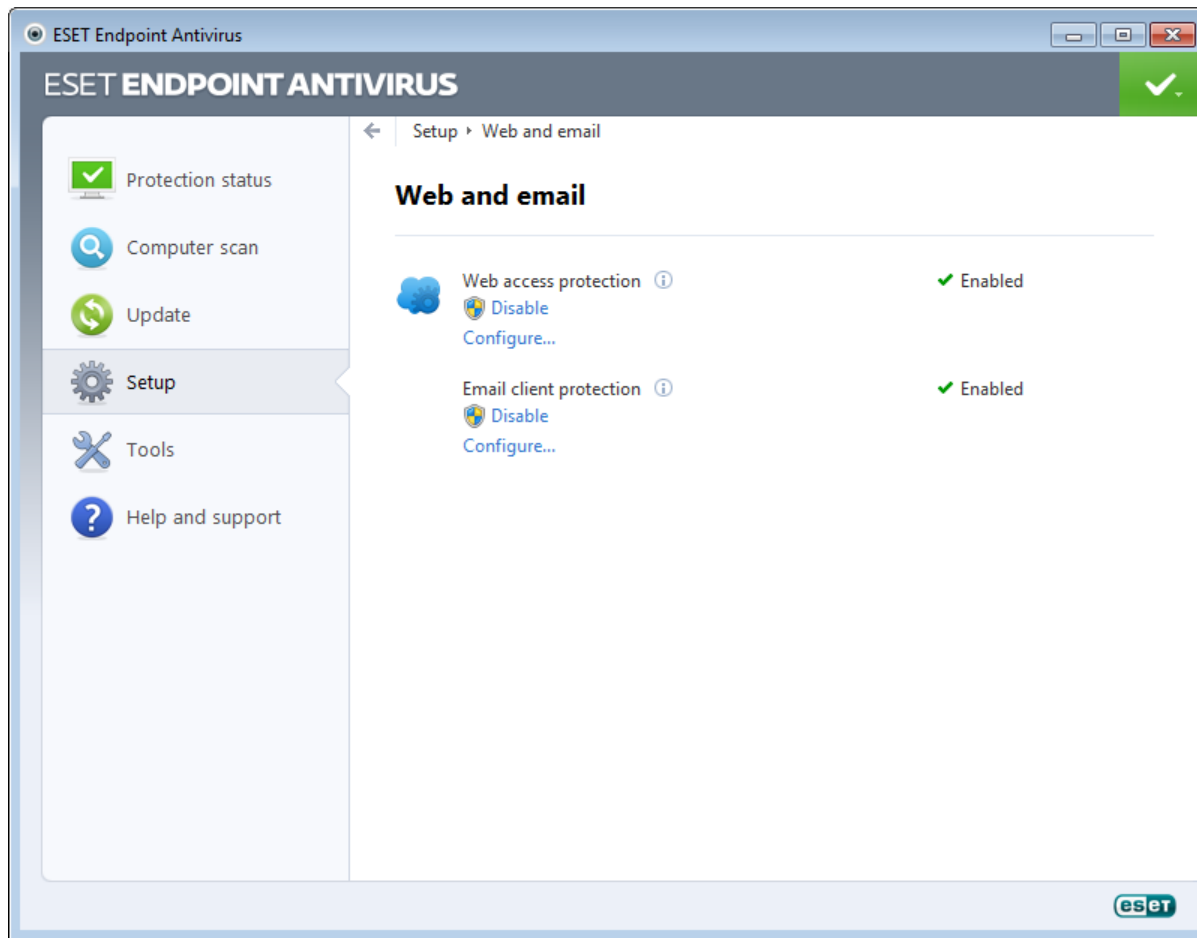 ESET Endpoint Antivirus
ESET ENDPOINT ANTIVIRUS
Setup ‣ Web and email
Protection status
Computer scan
Update
Setup
Tools
Help and support
Web and email
Web access protection
Enabled
Disable
Configure...
Email client protection
Enabled
Disable
Configure...
eset